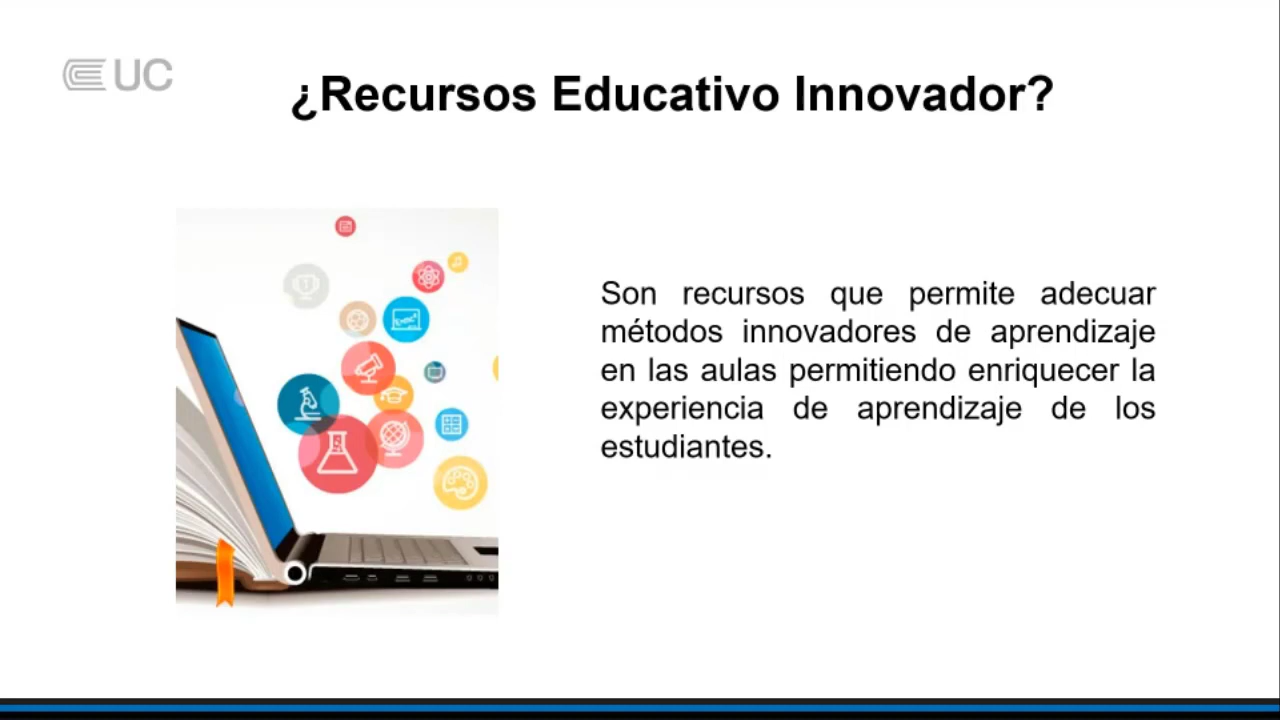 UC
¿Recursos Educativo Innovador?
Son recursos que permite adecuar
métodos innovadores de aprendizaje
en las aulas permitiendo enriquecer la
experiencia de aprendizaje de los
estudiantes.